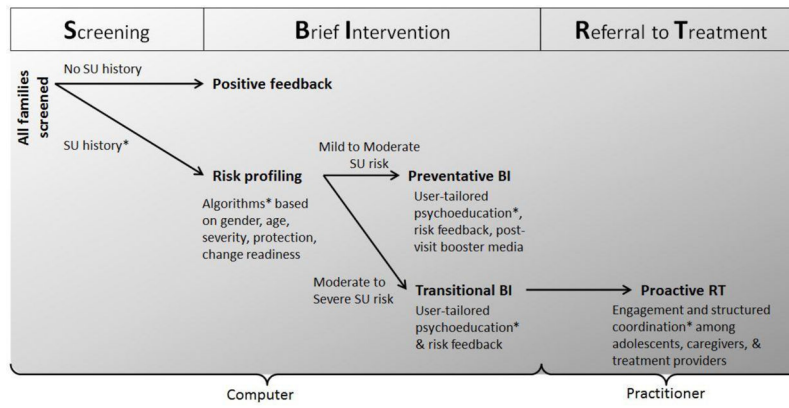 Screening
Brief Intervention
Referral to Treatment
All families
screened
No SU history
Positive feedback
SU history*
Risk profiling
Algorithms* based
on gender, age,
severity, protection,
change readiness
Mild to Moderate
SU risk
Preventative BI
User-tailored
psychoeducation*,
risk feedback, post-
visit booster media
Moderate to
Severe SU risk
Transitional BI
User-tailored
psychoeducation*
& risk feedback
Proactive RT
Engagement and structured
coordination* among
adolescents, caregivers, &
treatment providers
Computer
Practitioner